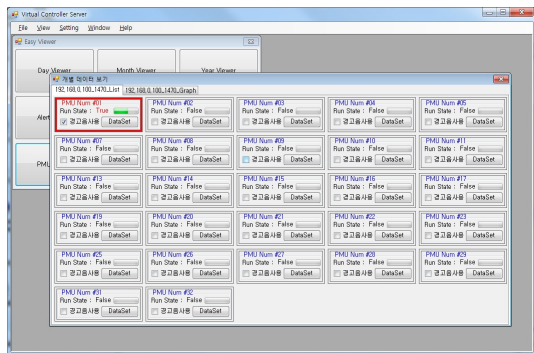 Virtual Controller Server
File View Setting Window Help
Easy Viewer
Day Viewer Month Viewer Year Viewer
Alert
PMU
개별 데이터 보기
192,168,0,100_1470_List 192,168,0,100_1470_Graph
PMU Num #01 PMU Num #02 PMU Num #03 PMU Num #04 PMU Num #05
Run State : True Run State : False Run State : False Run State : False Run State : False
경고음사용 DataSet 경고음사용 DataSet 경고음사용 DataSet 경고음사용 DataSet 경고음사용 DataSet
PMU Num #07 PMU Num #08 PMU Num #09 PMU Num #10 PMU Num #11
Run State : False Run State : False Run State : False Run State : False Run State : False
경고음사용 DataSet 경고음사용 DataSet 경고음사용 DataSet 경고음사용 DataSet 경고음사용 DataSet
PMU Num #13 PMU Num #14 PMU Num #15 PMU Num #16 PMU Num #17
Run State : False Run State : False Run State : False Run State : False Run State : False
경고음사용 DataSet 경고음사용 DataSet 경고음사용 DataSet 경고음사용 DataSet 경고음사용 DataSet
PMU Num #19 PMU Num #20 PMU Num #21 PMU Num #22 PMU Num #23
Run State : False Run State : False Run State : False Run State : False Run State : False
경고음사용 DataSet 경고음사용 DataSet 경고음사용 DataSet 경고음사용 DataSet 경고음사용 DataSet
PMU Num #25 PMU Num #26 PMU Num #27 PMU Num #28 PMU Num #29
Run State : False Run State : False Run State : False Run State : False Run State : False
경고음사용 DataSet 경고음사용 DataSet 경고음사용 DataSet 경고음사용 DataSet 경고음사용 DataSet
PMU Num #31 PMU Num #32
Run State : False Run State : False
경고음사용 DataSet 경고음사용 DataSet